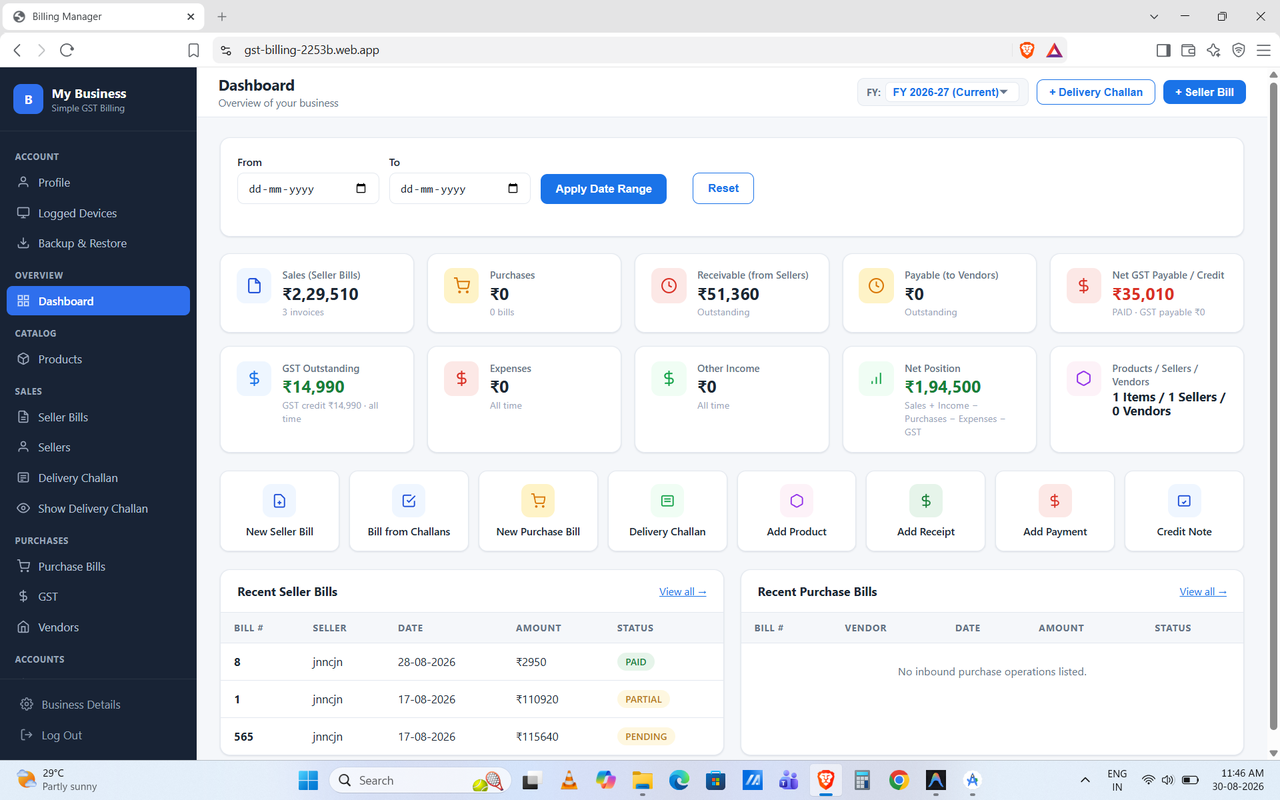 Billing Manager
gst-billing-2253b.web.app
B
My Business
Simple GST Billing
ACCOUNT
Profile
Logged Devices
Backup & Restore
OVERVIEW
Dashboard
CATALOG
Products
SALES
Seller Bills
Sellers
Delivery Challan
Show Delivery Challan
PURCHASES
Purchase Bills
GST
Vendors
ACCOUNTS
Business Details
Log Out
Dashboard
Overview of your business
FY: FY 2026-27 (Current)
+ Delivery Challan
+ Seller Bill
From
To
dd-mm-yyyy
dd-mm-yyyy
Apply Date Range
Reset
Sales (Seller Bills)
₹2,29,510
3 invoices
Purchases
₹0
0 bills
Receivable (from Sellers)
₹51,360
Outstanding
Payable (to Vendors)
₹0
Outstanding
Net GST Payable / Credit
₹35,010
PAID · GST payable ₹0
GST Outstanding
₹14,990
GST credit ₹14,990 · all
time
Expenses
₹0
All time
Other Income
₹0
All time
Net Position
₹1,94,500
Sales + Income −
Purchases − Expenses −
GST
Products / Sellers /
Vendors
1 Items / 1 Sellers /
0 Vendors
New Seller Bill
Bill from Challans
New Purchase Bill
Delivery Challan
Add Product
Add Receipt
Add Payment
Credit Note
Recent Seller Bills
View all →
BILL # SELLER DATE AMOUNT STATUS
8 jnncjn 28-08-2026 ₹2950 PAID
1 jnncjn 17-08-2026 ₹110920 PARTIAL
565 jnncjn 17-08-2026 ₹115640 PENDING
Recent Purchase Bills
View all →
BILL # VENDOR DATE AMOUNT STATUS
No inbound purchase operations listed.
29°C
Partly sunny
Search
ENG
IN
11:46 AM
30-08-2026